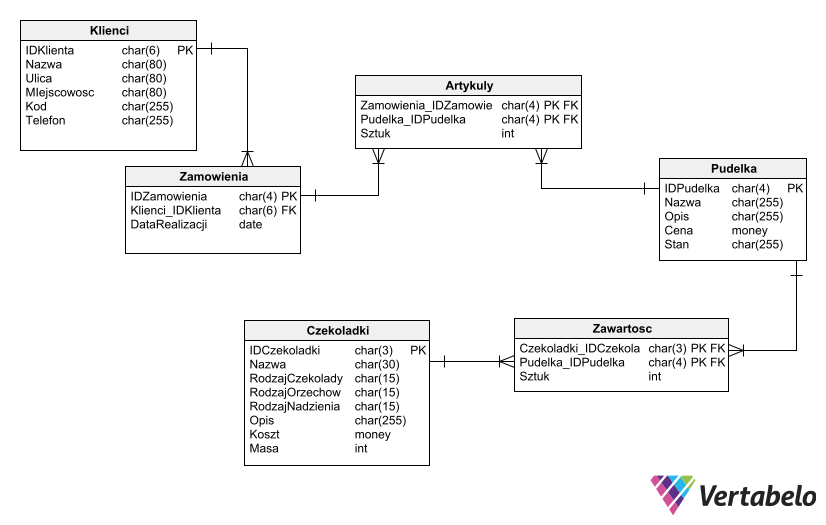 Klienci
IDKlienta char(6) PK
Nazwa char(80)
Ulica char(80)
MIejscowosc char(80)
Kod char(255)
Telefon char(255)
Artykuly
Zamowienia_IDZamowie char(4) PK FK
Pudelka_IDPudelka char(4) PK FK
Sztuk int
Zamowienia
IDZamowienia char(4) PK
Klienci_IDKlienta char(6) FK
DataRealizacji date
Pudelka
IDPudelka char(4) PK
Nazwa char(255)
Opis char(255)
Cena money
Stan char(255)
Czekoladki
IDCzekoladki char(3) PK
Nazwa char(30)
RodzajCzekolady char(15)
RodzajOrzechow char(15)
RodzajNadzienia char(15)
Opis char(255)
Koszt money
Masa int
Zawartosc
Czekoladki_IDCzekola char(3) PK FK
Pudelka_IDPudelka char(4) PK FK
Sztuk int
Vertabelo